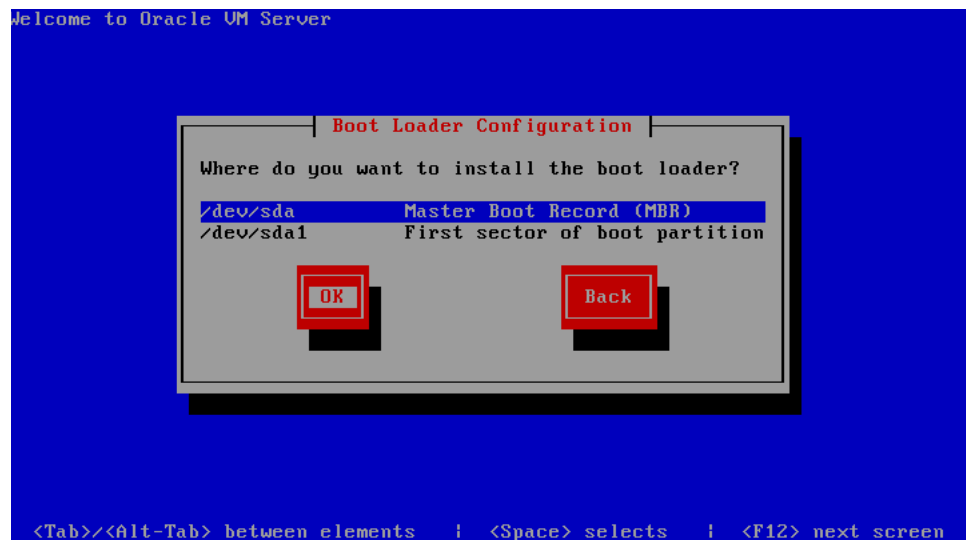 Welcome to Oracle VM Server
Boot Loader Configuration
Where do you want to install the boot loader?
/dev/sda Master Boot Record (MBR)
/dev/sda1 First sector of boot partition
OK Back
<Tab>/<Alt-Tab> between elements | <Space> selects | <F12> next screen